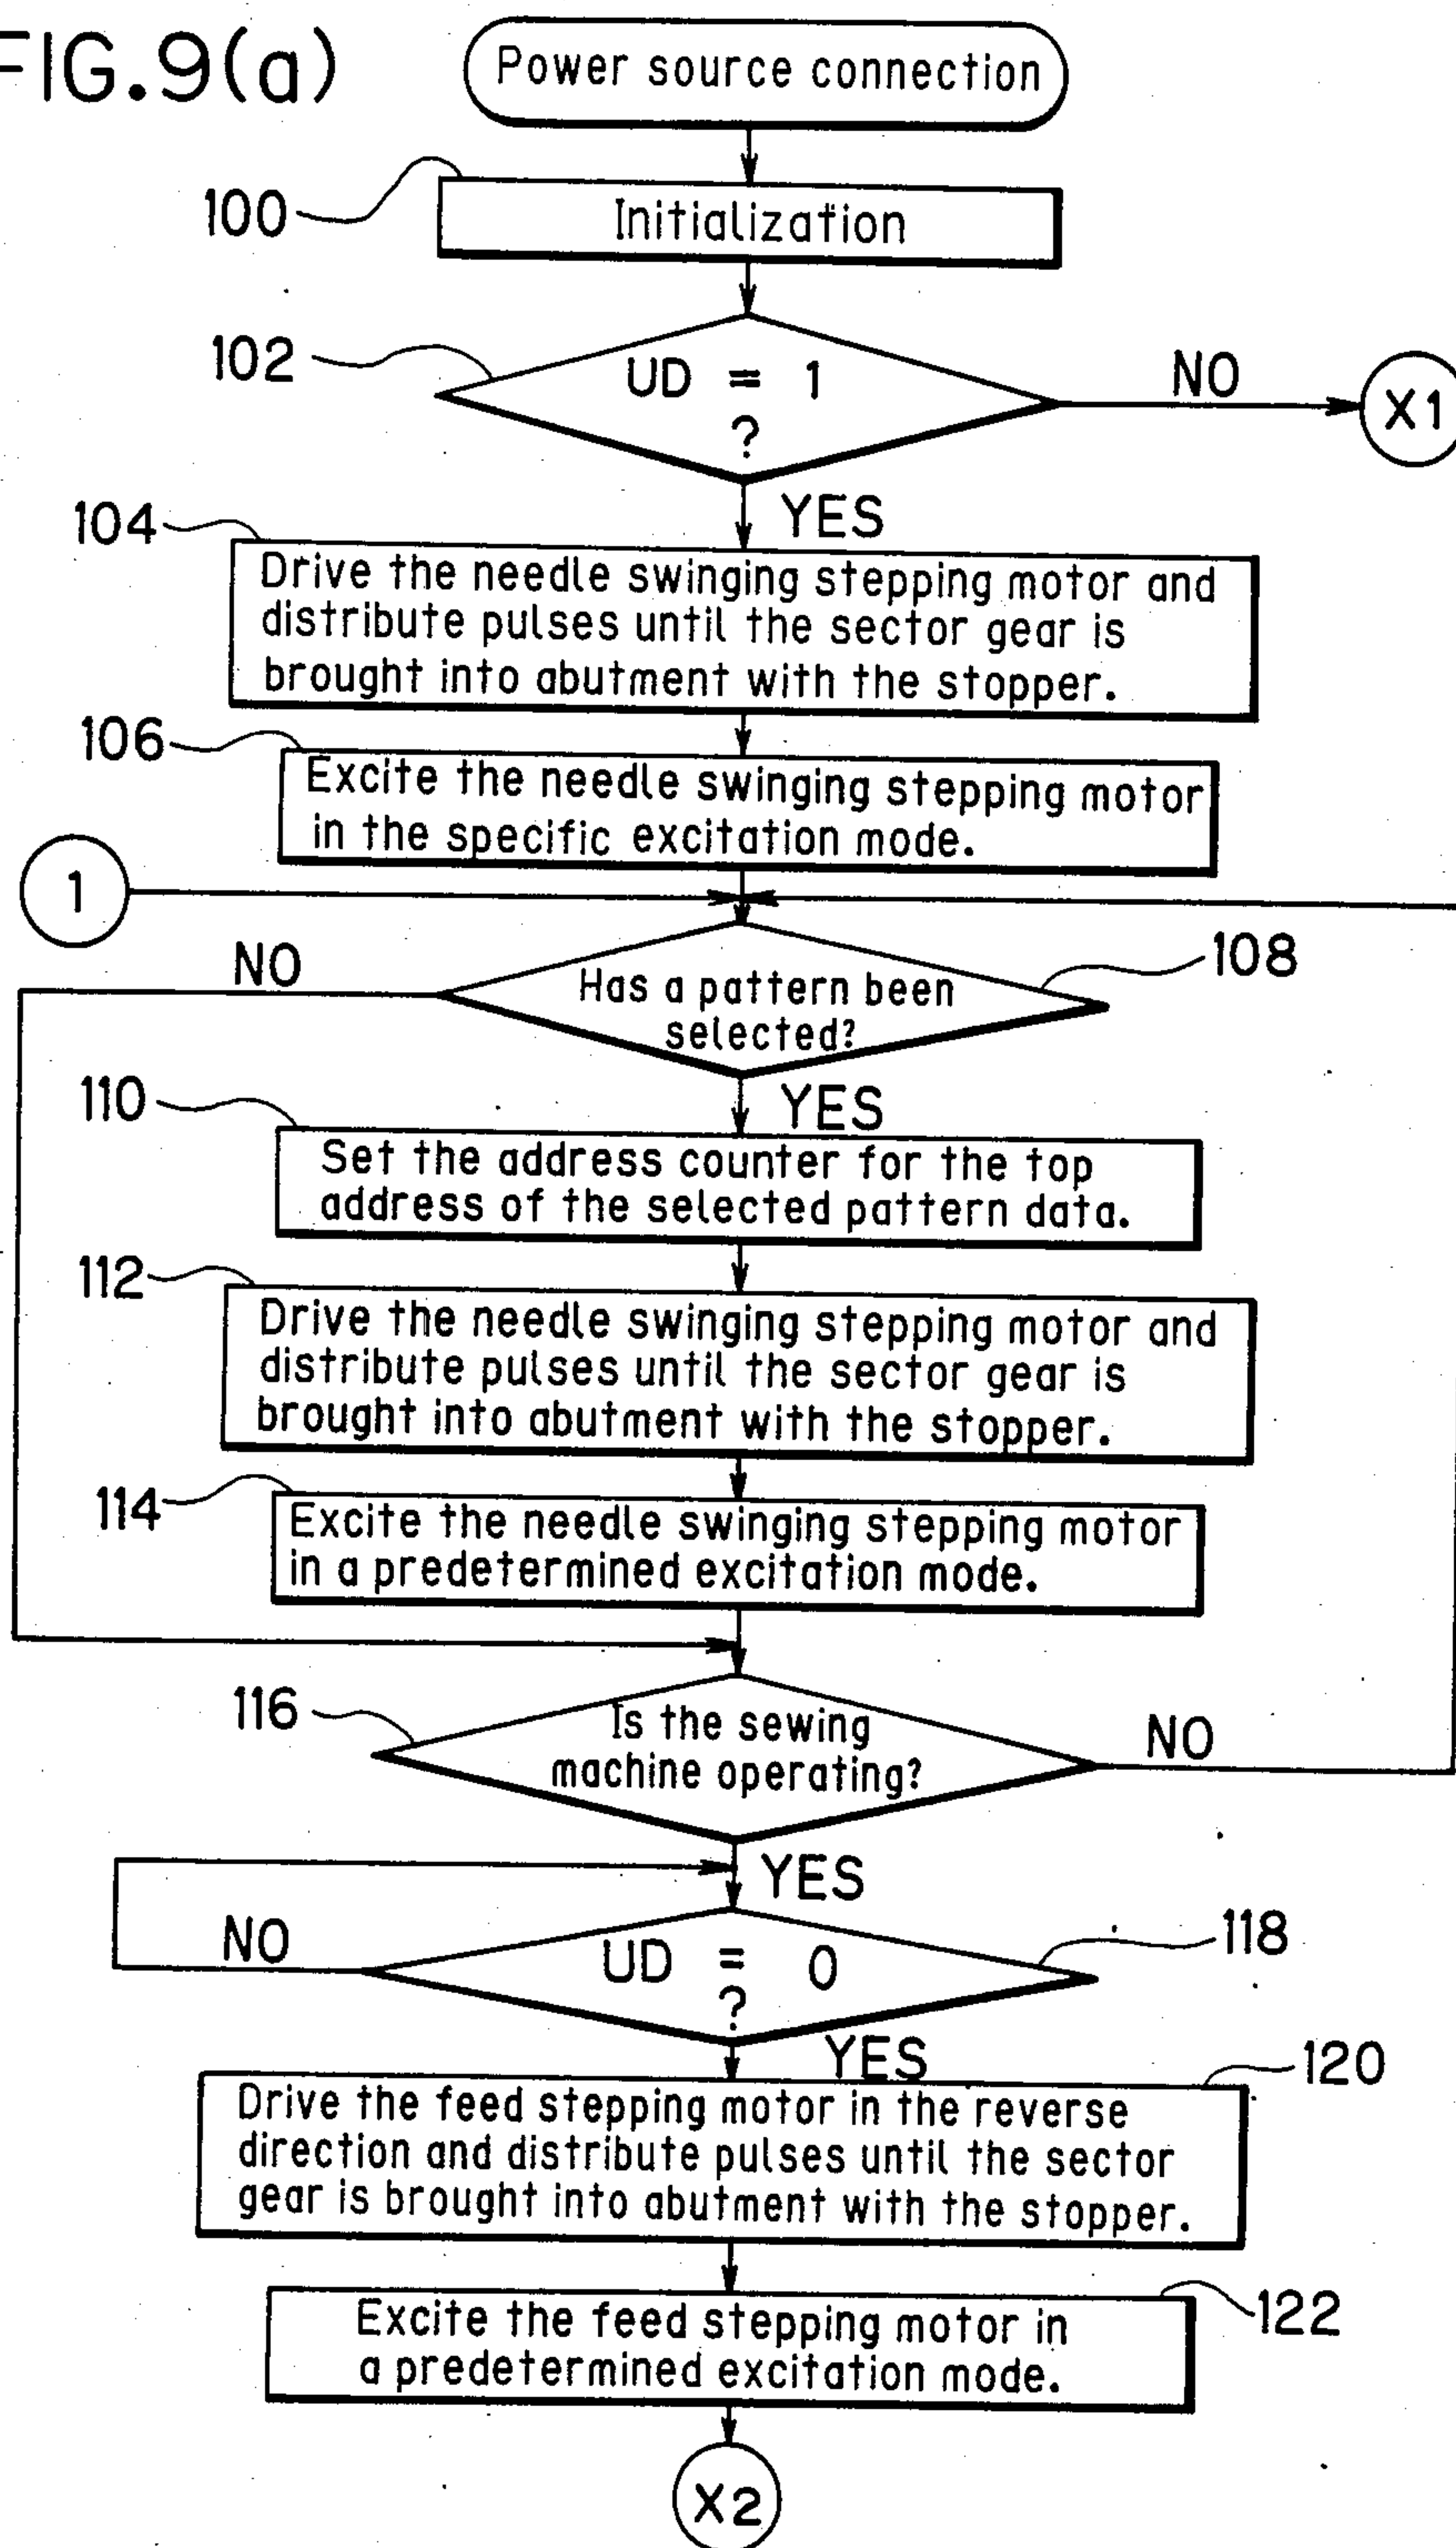 FIG.9(a)
Power source connection
100
Initialization
102
UD = 1
?
NO
X1
YES
104
Drive the needle swinging stepping motor and
distribute pulses until the sector gear is
brought into abutment with the stopper.
106
Excite the needle swinging stepping motor
in the specific excitation mode.
1
NO
Has a pattern been
selected?
108
YES
110
Set the address counter for the top
address of the selected pattern data.
112
Drive the needle swinging stepping motor and
distribute pulses until the sector gear is
brought into abutment with the stopper.
114
Excite the needle swinging stepping motor
in a predetermined excitation mode.
116
Is the sewing
machine operating?
NO
YES
NO
UD = 0
?
118
YES
120
Drive the feed stepping motor in the reverse
direction and distribute pulses until the sector
gear is brought into abutment with the stopper.
122
Excite the feed stepping motor in
a predetermined excitation mode.
X2